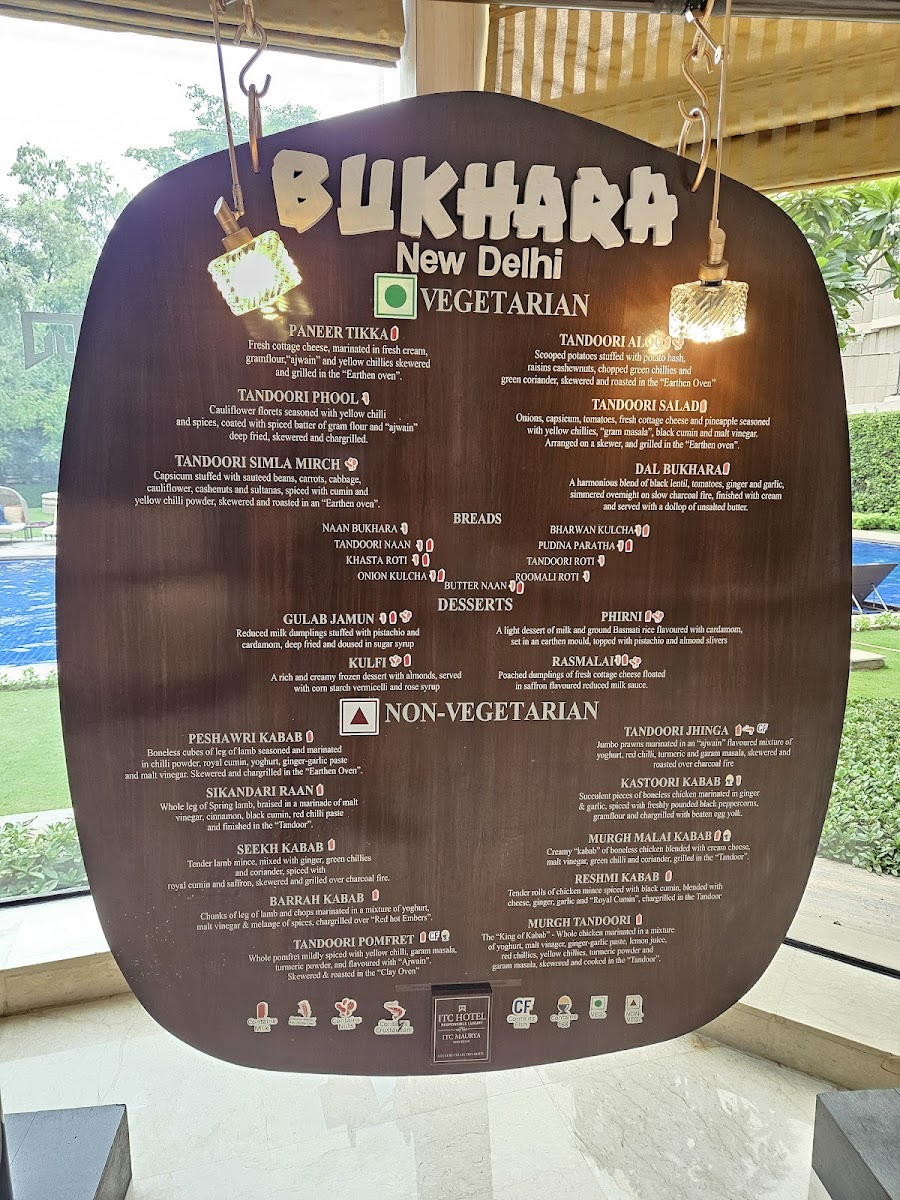 BUKHARA
New Delhi
VEGETARIAN
PANEER TIKKA
Fresh cottage cheese, marinated in fresh cream,
gramflour,"ajwain" and yellow chillies skewered
and grilled in the "Earthen oven".
TANDOORI ALOO
Scooped potatoes stuffed with potato hash,
raisins cashewnuts, chopped green chillies and
green coriander, skewered and roasted in the "Earthen Oven"
TANDOORI PHOOL
Cauliflower florets seasoned with yellow chilli
and spices, coated with spiced batter of gram flour and "ajwain"
deep fried, skewered and chargrilled.
TANDOORI SALAD
Onions, capsicum, tomatoes, fresh cottage cheese and pineapple seasoned
with yellow chillies, "gram masala", black cumin and malt vinegar.
Arranged on a skewer, and grilled in the "Earthen oven".
TANDOORI SIMLA MIRCH
Capsicum stuffed with sauteed beans, carrots, cabbage,
cauliflower, cashenuts and sultanas, spiced with cumin and
yellow chilli powder, skewered and roasted in an "Earthen oven".
DAL BUKHARA
A harmonious blend of black lentil, tomatoes, ginger and garlic,
simmered overnight on slow charcoal fire, finished with cream
and served with a dollop of unsalted butter.
BREADS
NAAN BUKHARA
TANDOORI NAAN
KHASTA ROTI
ONION KULCHA
BUTTER NAAN
BHARWAN KULCHA
PUDINA PARATHA
TANDOORI ROTI
ROOMALI ROTI
DESSERTS
GULAB JAMUN
Reduced milk dumplings stuffed with pistachio and
cardamom, deep fried and doused in sugar syrup
PHIRNI
A light dessert of milk and ground Basmati rice flavoured with cardamom,
set in an earthen mould, topped with pistachio and almond slivers
KULFI
A rich and creamy frozen dessert with almonds, served
with corn starch vermicelli and rose syrup
RASMALAI
Poached dumplings of fresh cottage cheese floated
in saffron flavoured reduced milk sauce.
NON-VEGETARIAN
PESHAWRI KABAB
Boneless cubes of leg of lamb seasoned and marinated
in chilli powder, royal cumin, yoghurt, ginger-garlic paste
and malt vinegar. Skewered and chargrilled in the "Earthen Oven".
SIKANDARI RAAN
Whole leg of Spring lamb, braised in a marinade of malt
vinegar, cinnamon, black cumin, red chilli paste
and finished in the "Tandoor".
SEEKH KABAB
Tender lamb mince, mixed with ginger, green chillies
and coriander, spiced with
royal cumin and saffron, skewered and grilled over charcoal fire.
BARRAH KABAB
Chunks of leg of lamb and chops marinated in a mixture of yoghurt,
malt vinegar & melange of spices, chargrilled over "Red hot Embers".
TANDOORI POMFRET CF
Whole pomfret mildly spiced with yellow chilli, garam masala,
turmeric powder, and flavoured with "Ajwain".
Skewered & roasted in the "Clay Oven"
TANDOORI JHINGA CF
Jumbo prawns marinated in an "ajwain" flavoured mixture of
yoghurt, red chilli, turmeric and garam masala, skewered and
roasted over charcoal fire
KASTOORI KABAB
Succulent pieces of boneless chicken marinated in ginger
& garlic, spiced with freshly pounded black peppercorns,
gramflour and chargrilled with beaten egg yolk.
MURGH MALAI KABAB
Creamy "kabab" of boneless chicken blended with cream cheese,
malt vinegar, green chilli and coriander, grilled in the "Tandoor".
RESHMI KABAB
Tender rolls of chicken mince spiced with black cumin, blended with
cheese, ginger, garlic and "Royal Cumin", chargrilled in the Tandoor
MURGH TANDOORI
The "King of Kabab" - Whole chicken marinated in a mixture
of yoghurt, malt vinager, ginger-garlic paste, lemon juice,
red chillies, yellow chillies, turmeric powder and
garam masala, skewered and cooked in the "Tandoor".
Contains Milk
Contains Nuts
Contains Crustacean
ITC HOTEL
RESPONSIBLE LUXURY
ITC MAURYA
CF
Contains Fish
Contains Egg
VEG.
NON VEG.